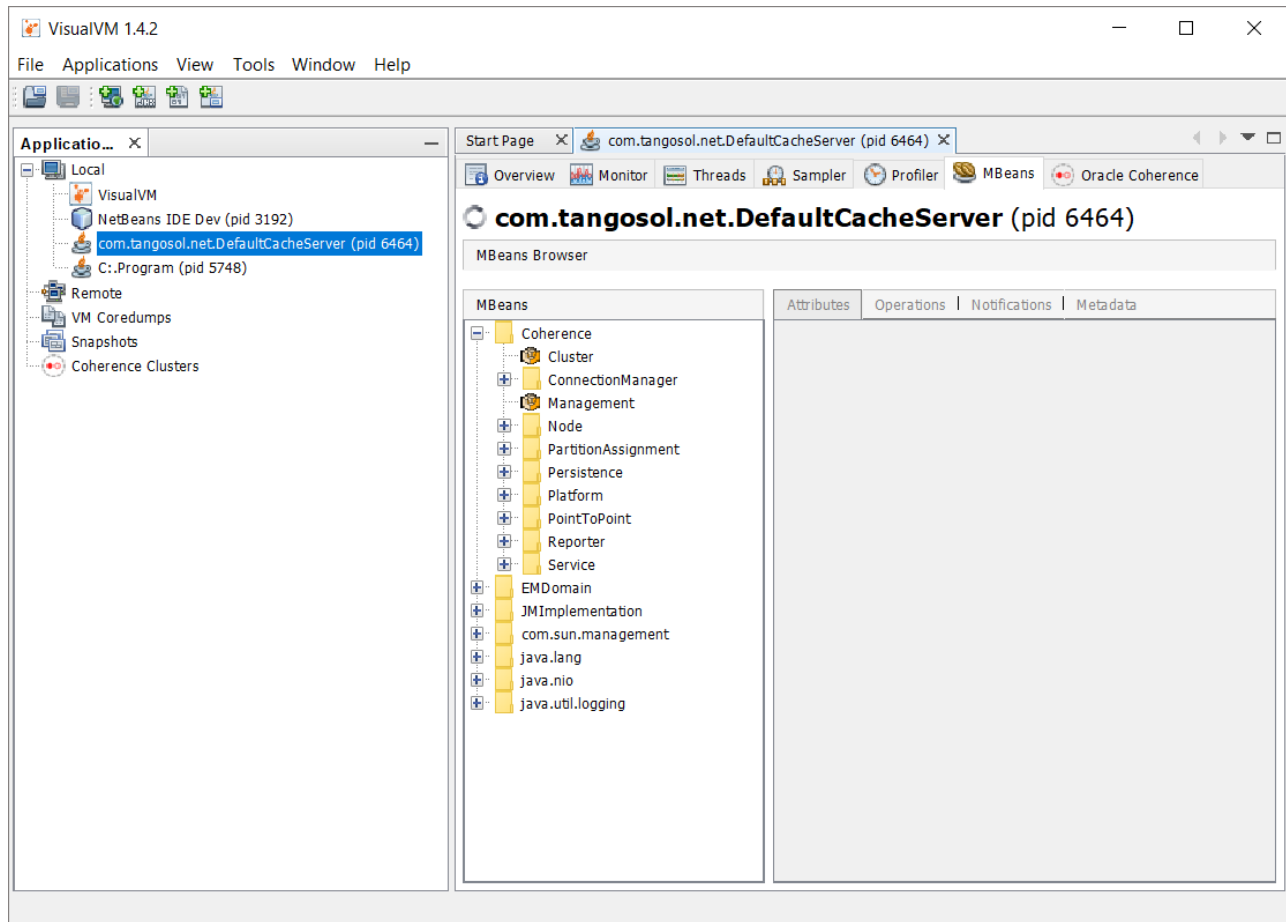 VisualVM 1.4.2
File Applications View Tools Window Help
Applicatio...
Local
VisualVM
NetBeans IDE Dev (pid 3192)
com.tangosol.net.DefaultCacheServer (pid 6464)
C:.Program (pid 5748)
Remote
VM Coredumps
Snapshots
Coherence Clusters
Start Page com.tangosol.net.DefaultCacheServer (pid 6464)
Overview Monitor Threads Sampler Profiler MBeans Oracle Coherence
com.tangosol.net.DefaultCacheServer (pid 6464)
MBeans Browser
MBeans
Coherence
Cluster
ConnectionManager
Management
Node
PartitionAssignment
Persistence
Platform
PointToPoint
Reporter
Service
EMDomain
JMImplementation
com.sun.management
java.lang
java.nio
java.util.logging
Attributes Operations Notifications Metadata